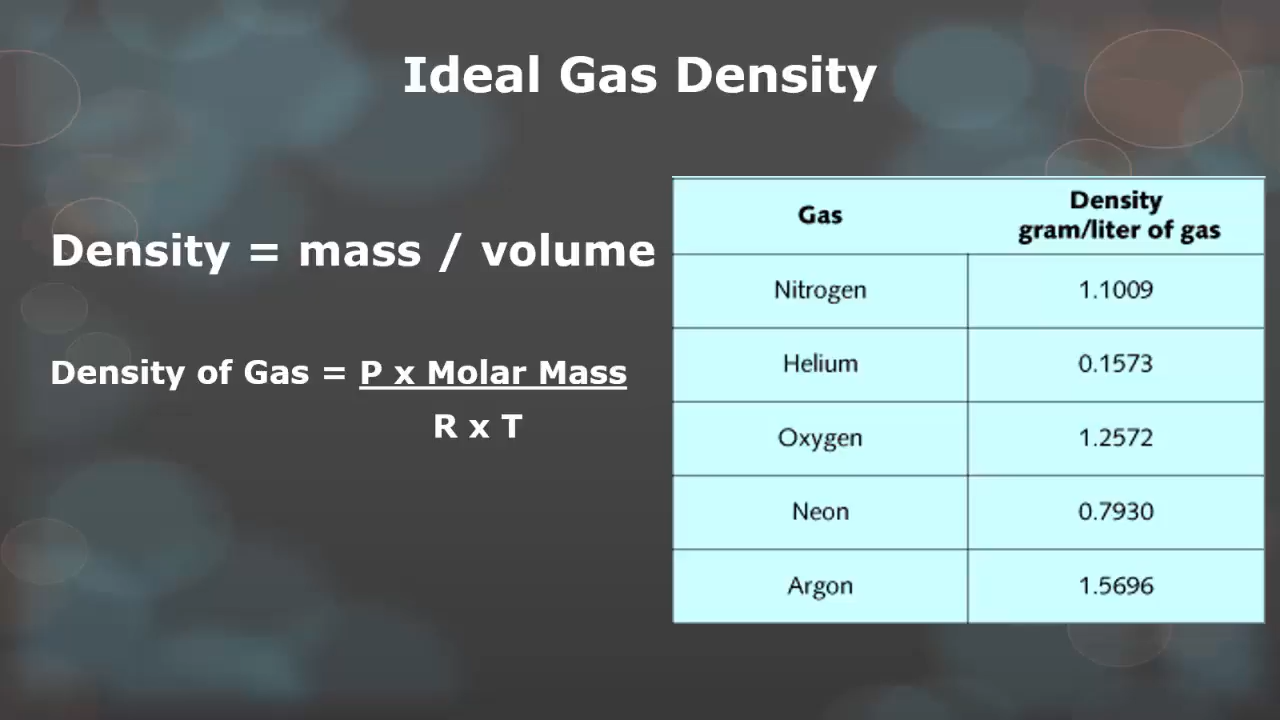 Ideal Gas Density
Density = mass / volume
Density of Gas = P x Molar Mass
R x T
Gas Density
gram/liter of gas
Nitrogen 1.1009
Helium 0.1573
Oxygen 1.2572
Neon 0.7930
Argon 1.5696